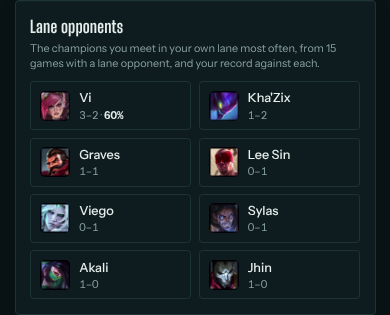 Lane opponents
The champions you meet in your own lane most often, from 15
games with a lane opponent, and your record against each.
Vi
3–2 · 60%
Kha'Zix
1–2
Graves
1–1
Lee Sin
0–1
Viego
0–1
Sylas
0–1
Akali
1–0
Jhin
1–0